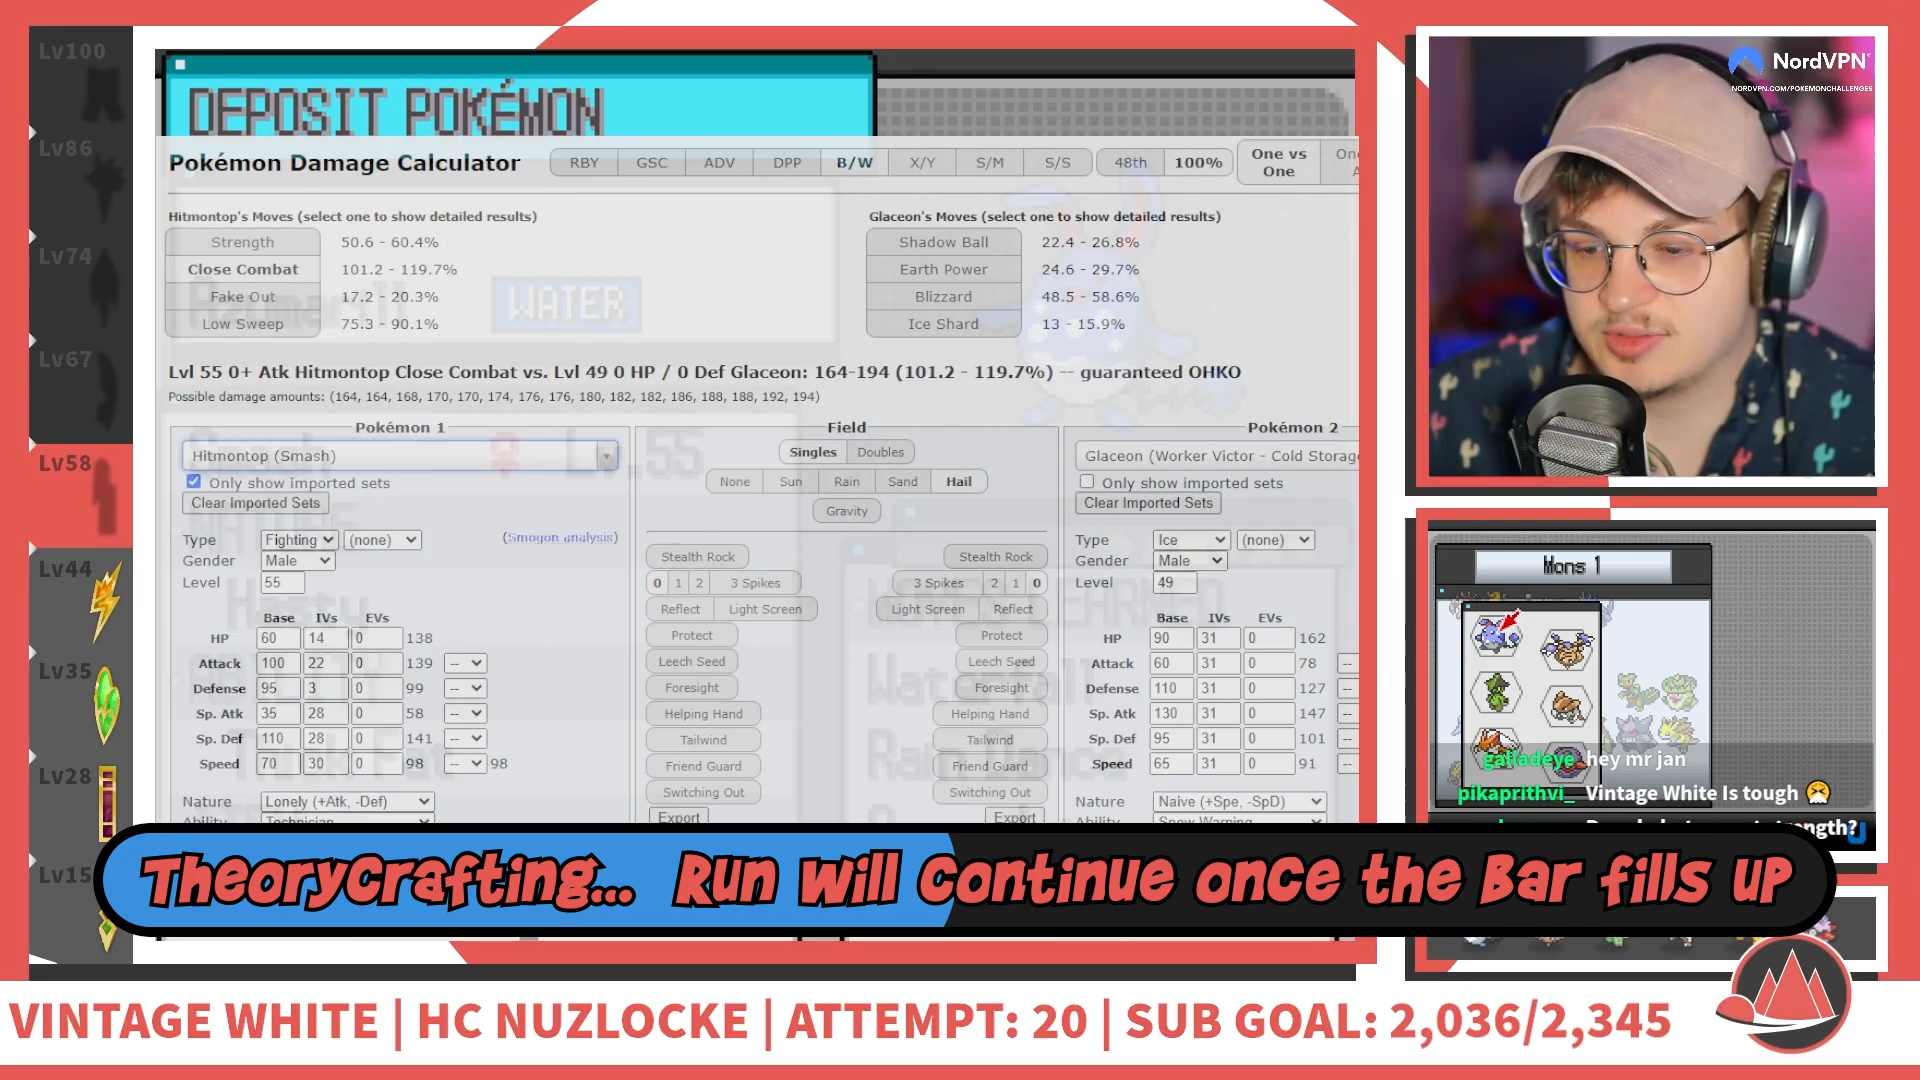 Lv100
Lv86
Lv74
Lv67
Lv58
Lv44
Lv35
Lv28
Lv15
DEPOSIT POKÉMON
Pokémon Damage Calculator
RBY GSC ADV DPP B/W X/Y S/M S/S
48th 100%
One vs One
Hitmontop's Moves (select one to show detailed results)
Strength 50.6 - 60.4%
Close Combat 101.2 - 119.7%
Fake Out 17.2 - 20.3%
Low Sweep 75.3 - 90.1%
WATER
Glaceon's Moves (select one to show detailed results)
Shadow Ball 22.4 - 26.8%
Earth Power 24.6 - 29.7%
Blizzard 48.5 - 58.6%
Ice Shard 13 - 15.9%
Lvl 55 0+ Atk Hitmontop Close Combat vs. Lvl 49 0 HP / 0 Def Glaceon: 164-194 (101.2 - 119.7%) -- guaranteed OHKO
Possible damage amounts: (164, 164, 168, 170, 170, 174, 176, 176, 180, 182, 182, 186, 188, 188, 192, 194)
Pokémon 1
Hitmontop (Smash)
Only show imported sets
Clear Imported Sets
Type Fighting (none) (Smogon analysis)
Gender Male
Level 55
Base IVs EVs
HP 60 14 0 138
Attack 100 22 0 139 --
Defense 95 3 0 99 --
Sp. Atk 35 28 0 58 --
Sp. Def 110 28 0 141 --
Speed 70 30 0 98 -- 98
Nature Lonely (+Atk, -Def)
Ability Technician
Lv.55
Hasty
Field
Singles Doubles
None Sun Rain Sand Hail
Gravity
Stealth Rock Stealth Rock
0 1 2 3 Spikes 3 Spikes 2 1 0
Reflect Light Screen Light Screen Reflect
Protect Protect
Leech Seed Leech Seed
Foresight Foresight
Helping Hand Helping Hand
Tailwind Tailwind
Friend Guard Friend Guard
Switching Out Switching Out
Export Export
Pokémon 2
Glaceon (Worker Victor - Cold Storag
Only show imported sets
Clear Imported Sets
Type Ice (none)
Gender Male
Level 49
Base IVs EVs
HP 90 31 0 162
Attack 60 31 0 78 --
Defense 110 31 0 127 --
Sp. Atk 130 31 0 147 --
Sp. Def 95 31 0 101 --
Speed 65 31 0 91 --
Nature Naive (+Spe, -SpD)
Ability Snow Warning
NordVPN
NORDVPN.COM/POKEMONCHALLENGES
Mons 1
galladeye hey mr jan
pikaprithvi_ Vintage White Is tough
Theorycrafting... Run will continue once the Bar fills up
VINTAGE WHITE | HC NUZLOCKE | ATTEMPT: 20 | SUB GOAL: 2,036/2,345